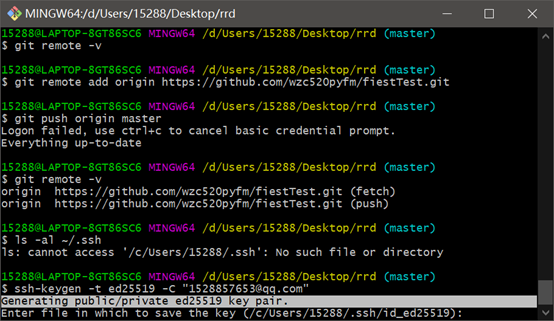 MINGW64:/d/Users/15288/Desktop/rrd
15288@LAPTOP-8GT86SC6 MINGW64 /d/Users/15288/Desktop/rrd (master)
$ git remote -v
15288@LAPTOP-8GT86SC6 MINGW64 /d/Users/15288/Desktop/rrd (master)
$ git remote add origin https://github.com/wzc520pyfm/fiestTest.git
15288@LAPTOP-8GT86SC6 MINGW64 /d/Users/15288/Desktop/rrd (master)
$ git push origin master
Logon failed, use ctrl+c to cancel basic credential prompt.
Everything up-to-date
15288@LAPTOP-8GT86SC6 MINGW64 /d/Users/15288/Desktop/rrd (master)
$ git remote -v
origin  https://github.com/wzc520pyfm/fiestTest.git (fetch)
origin  https://github.com/wzc520pyfm/fiestTest.git (push)
15288@LAPTOP-8GT86SC6 MINGW64 /d/Users/15288/Desktop/rrd (master)
$ ls -al ~/.ssh
ls: cannot access '/c/Users/15288/.ssh': No such file or directory
15288@LAPTOP-8GT86SC6 MINGW64 /d/Users/15288/Desktop/rrd (master)
$ ssh-keygen -t ed25519 -C "1528857653@qq.com"
Generating public/private ed25519 key pair.
Enter file in which to save the key (/c/Users/15288/.ssh/id_ed25519):